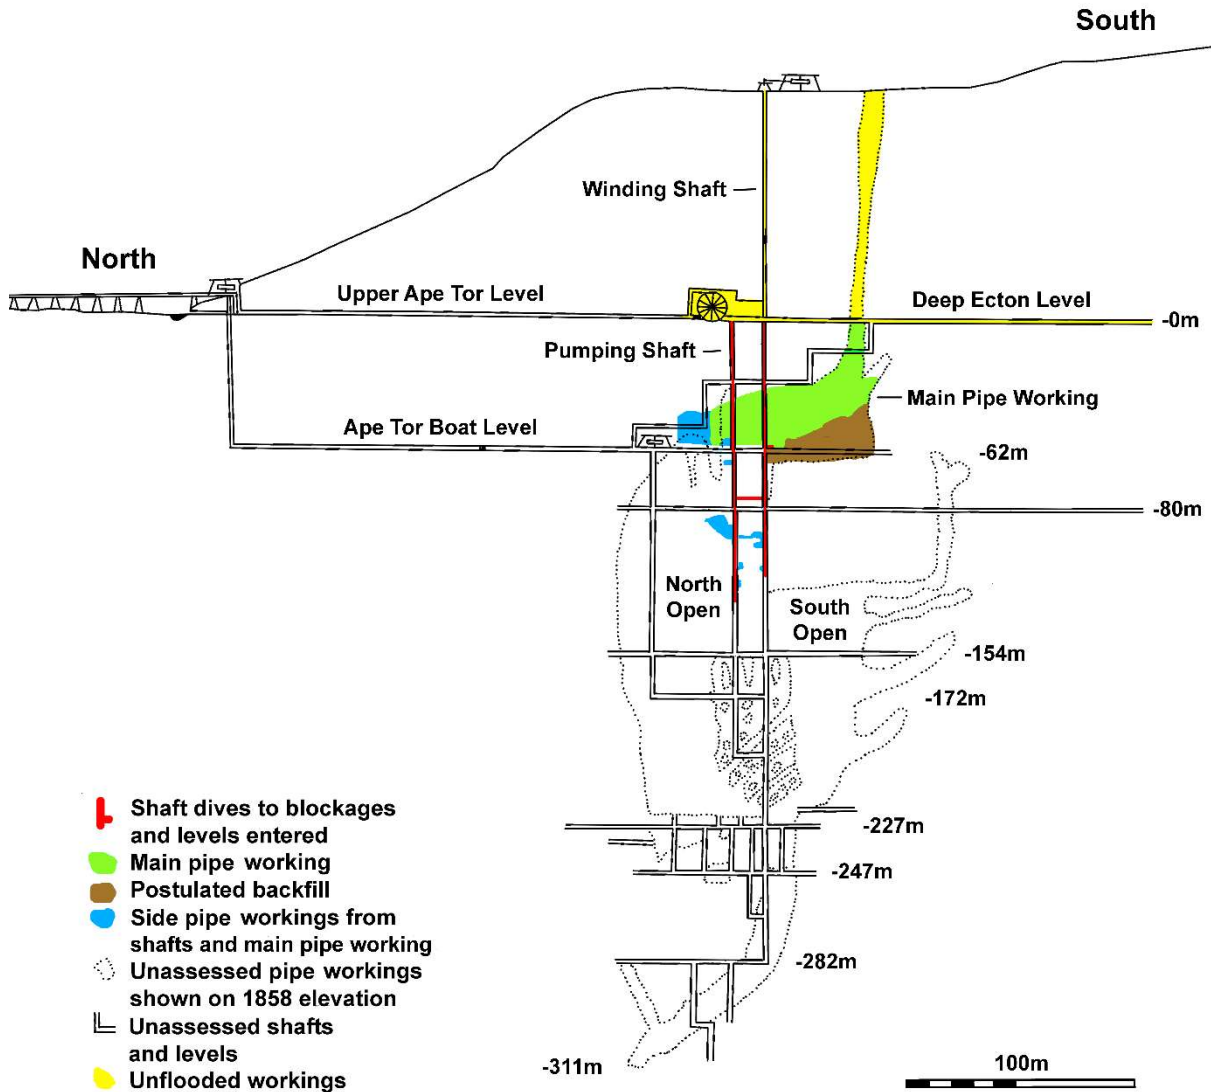 South
Winding Shaft
North
Upper Ape Tor Level
Deep Ecton Level
-0m
Pumping Shaft
Main Pipe Working
Ape Tor Boat Level
-62m
-80m
North
Open
South
Open
-154m
-172m
Shaft dives to blockages
and levels entered
Main pipe working
Postulated backfill
Side pipe workings from
shafts and main pipe working
Unassessed pipe workings
shown on 1858 elevation
Unassessed shafts
and levels
Unflooded workings
-227m
-247m
-282m
-311m
100m